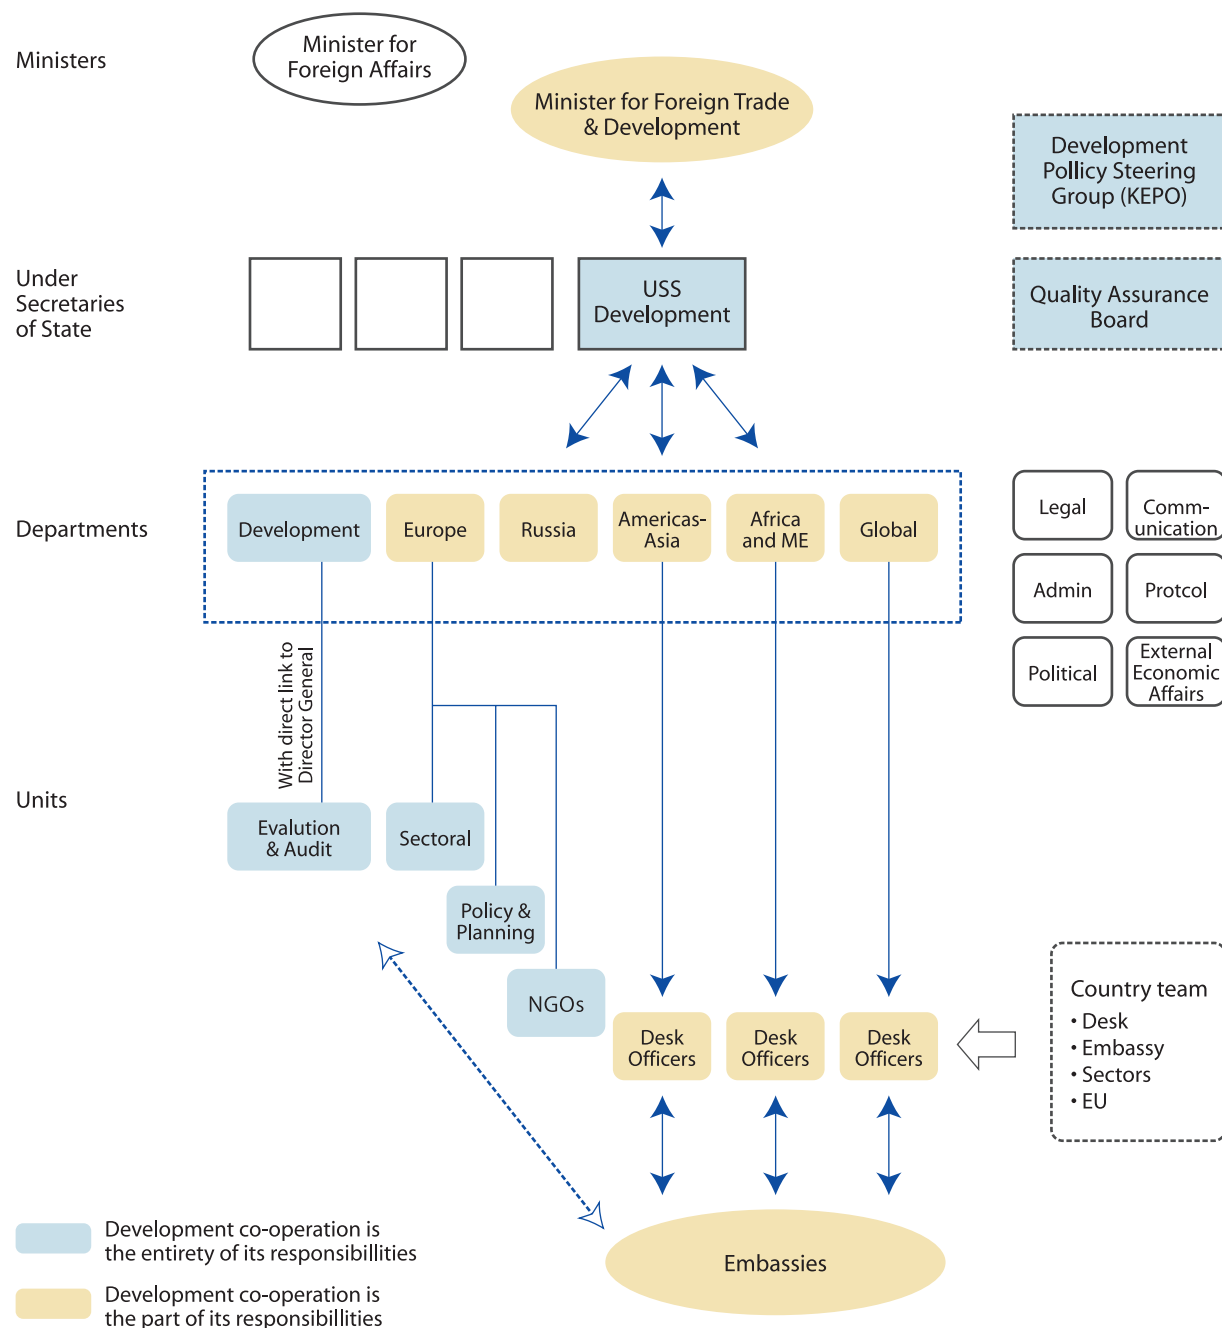 Ministers
Minister for
Foreign Affairs
Minister for Foreign Trade
& Development
Development
Pollicy Steering
Group (KEPO)
Under
Secretaries
of State
USS
Development
Quality Assurance
Board
Departments
Development
Europe
Russia
Americas-
Asia
Africa
and ME
Global
Legal
Comm-
unication
Admin
Protcol
Political
External
Economic
Affairs
With direct link to
Director General
Units
Evalution
& Audit
Sectoral
Policy &
Planning
NGOs
Desk
Officers
Desk
Officers
Desk
Officers
Country team
• Desk
• Embassy
• Sectors
• EU
Embassies
Development co-operation is
the entirety of its responsibillities
Development co-operation is
the part of its responsibilities